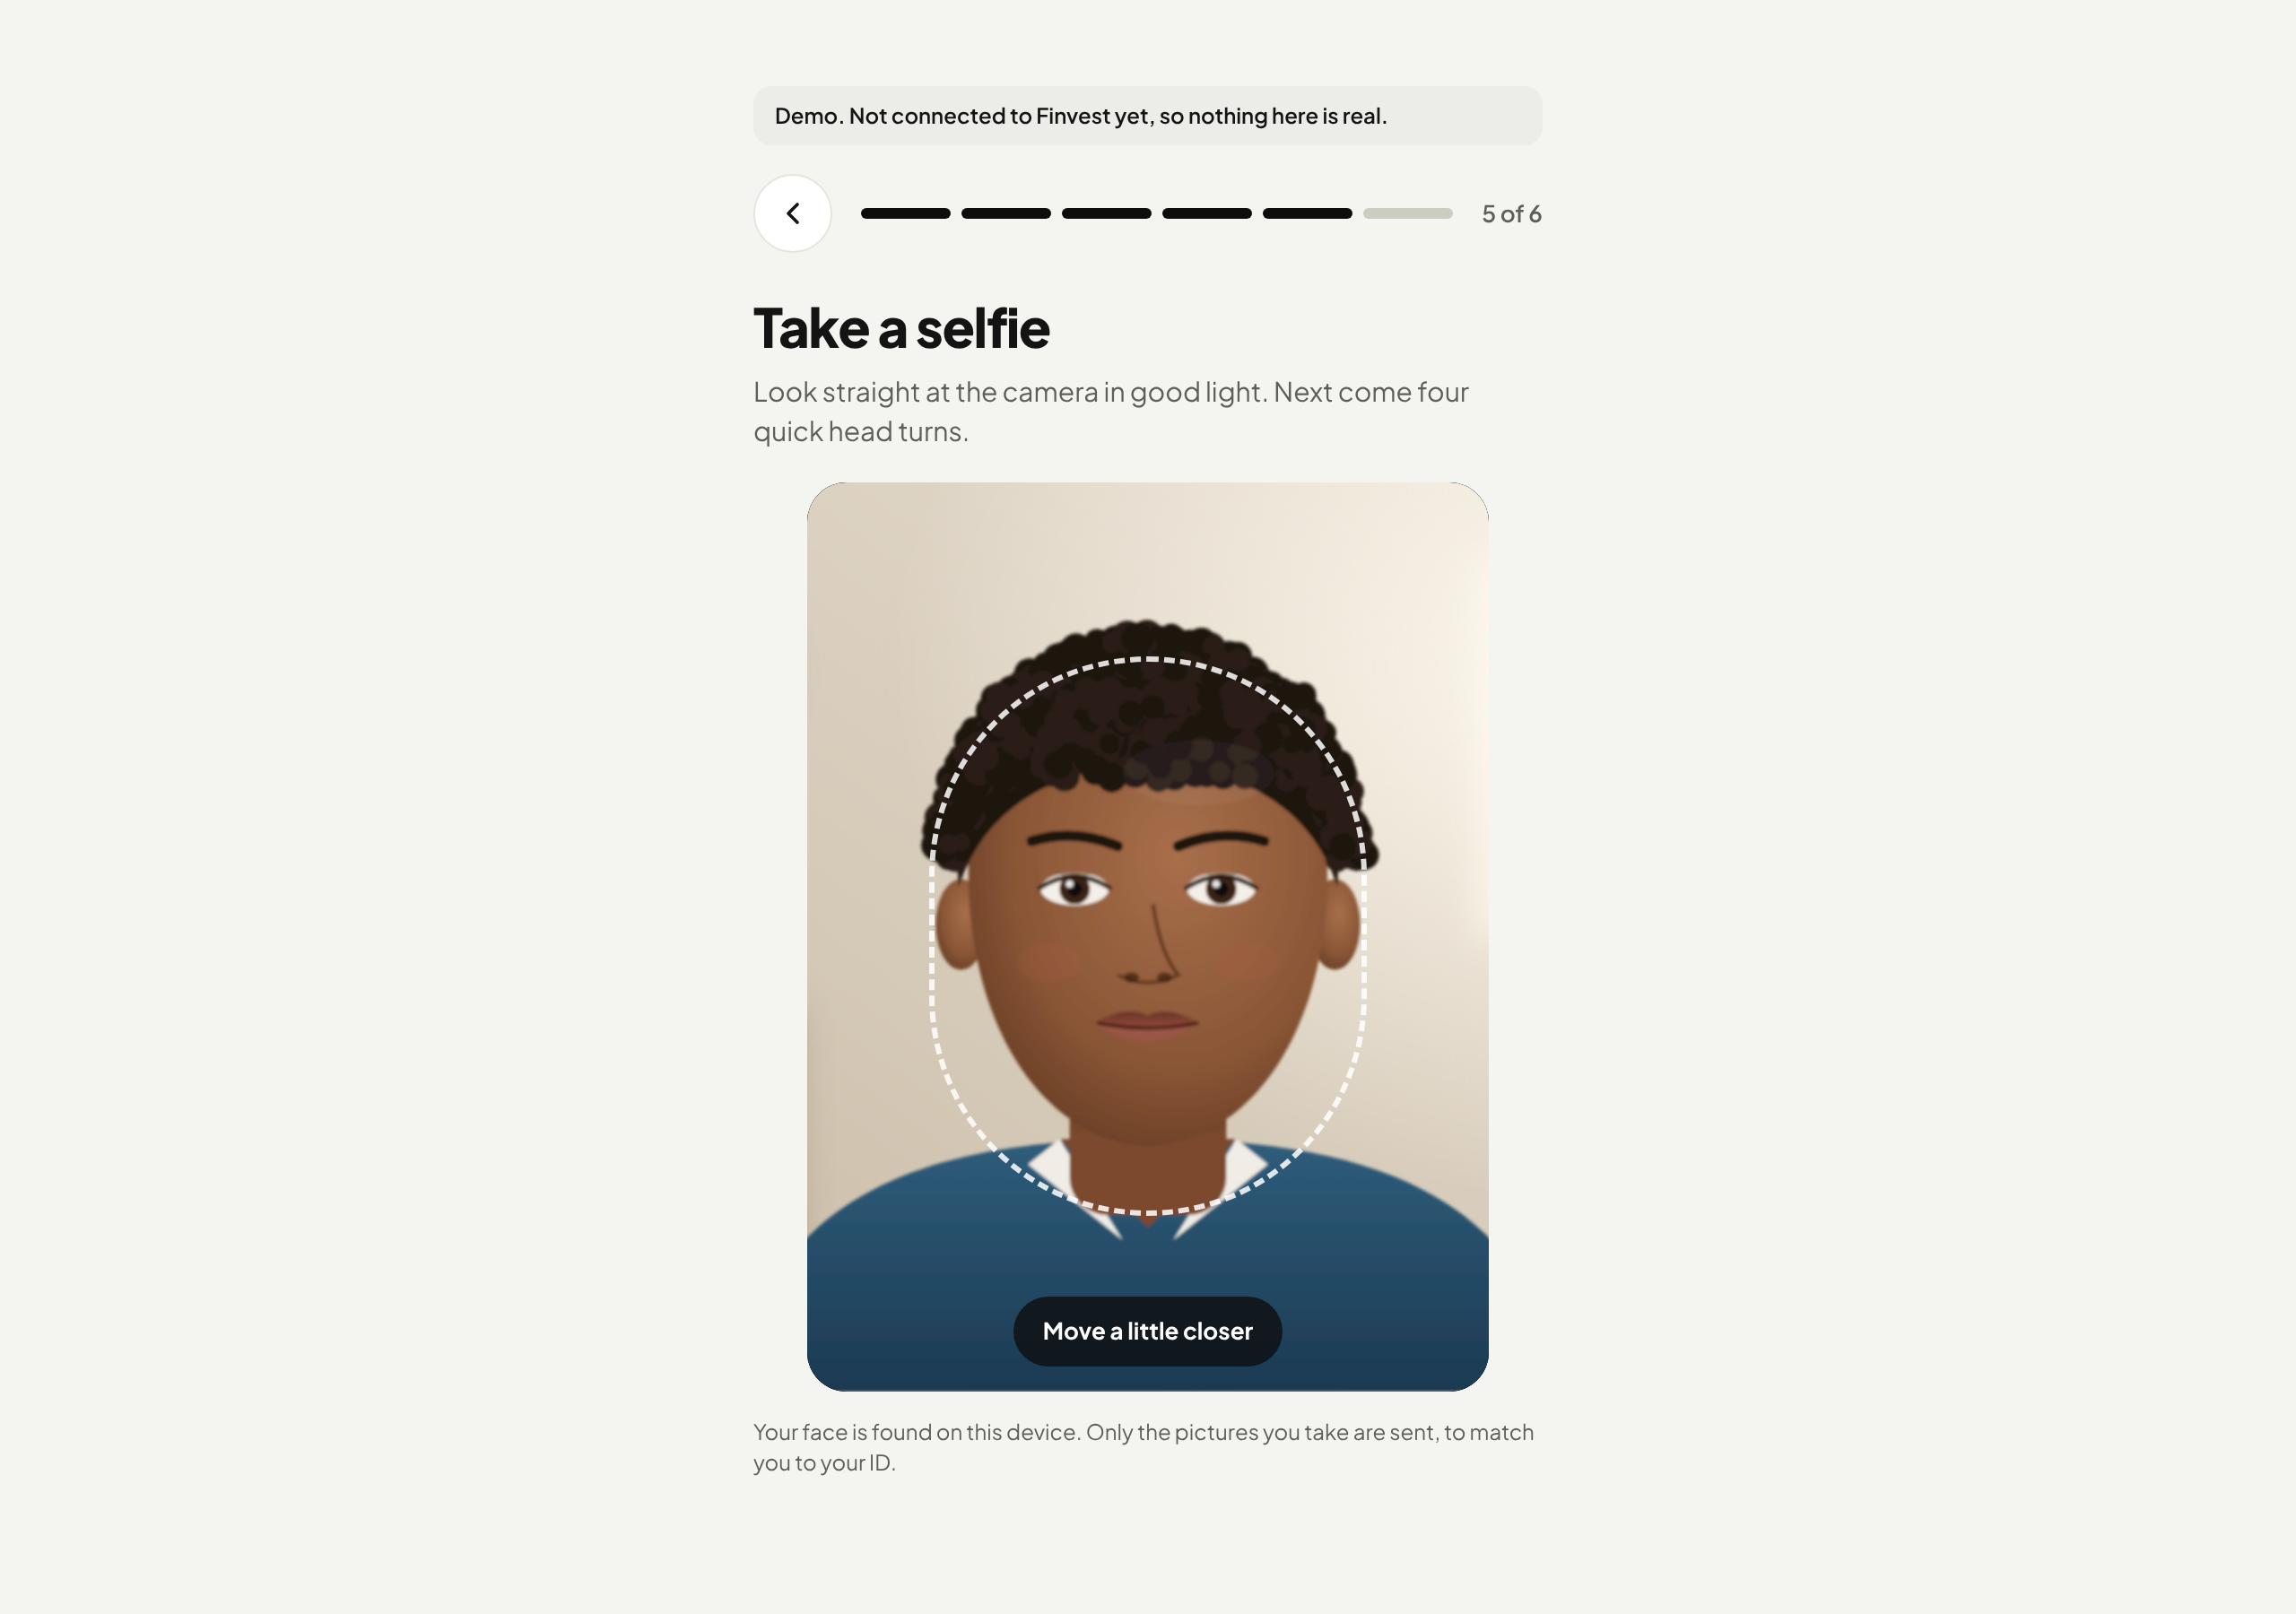 Demo. Not connected to Finvest yet, so nothing here is real.
5 of 6
Take a selfie
Look straight at the camera in good light. Next come four
quick head turns.
Move a little closer
Your face is found on this device. Only the pictures you take are sent, to match
you to your ID.